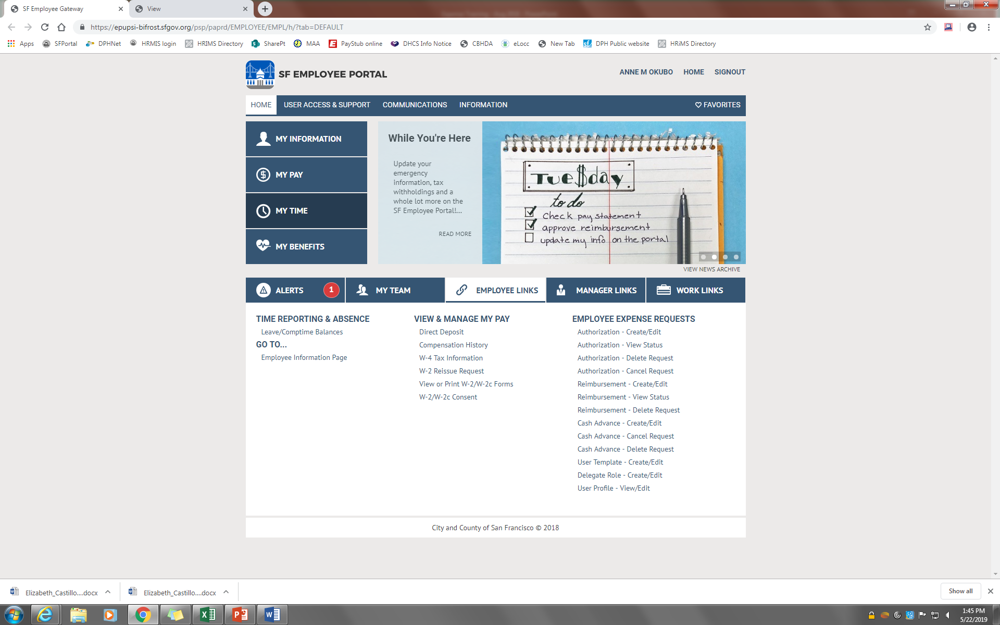 SF Employee Gateway
View
https://epupsi-bifrost.sfgov.org/psp/paprd/EMPLOYEE/EMPL/h/?tab=DEFAULT
Apps SFPortal DPHNet HRMIS login HRIMS Directory SharePt MAA PayStub online DHCS Info Notice CBHDA eLocc New Tab DPH Public website HRiMS Directory
SF EMPLOYEE PORTAL
ANNE M OKUBO HOME SIGNOUT
HOME USER ACCESS & SUPPORT COMMUNICATIONS INFORMATION FAVORITES
MY INFORMATION
MY PAY
MY TIME
MY BENEFITS
While You're Here
Update your
emergency
information, tax
withholdings and a
whole lot more on the
SF Employee Portal!...
READ MORE
Tue$day
to do
Check pay statement
approve reimbursement
update my info on the portal
VIEW NEWS ARCHIVE
ALERTS 1 MY TEAM EMPLOYEE LINKS MANAGER LINKS WORK LINKS
TIME REPORTING & ABSENCE
Leave/Comptime Balances
GO TO...
Employee Information Page
VIEW & MANAGE MY PAY
Direct Deposit
Compensation History
W-4 Tax Information
W-2 Reissue Request
View or Print W-2/W-2c Forms
W-2/W-2c Consent
EMPLOYEE EXPENSE REQUESTS
Authorization - Create/Edit
Authorization - View Status
Authorization - Delete Request
Authorization - Cancel Request
Reimbursement - Create/Edit
Reimbursement - View Status
Reimbursement - Delete Request
Cash Advance - Create/Edit
Cash Advance - Cancel Request
Cash Advance - Delete Request
User Template - Create/Edit
Delegate Role - Create/Edit
User Profile - View/Edit
City and County of San Francisco © 2018
Elizabeth_Castillo....docx Elizabeth_Castillo....docx Show all
1:45 PM
5/22/2019